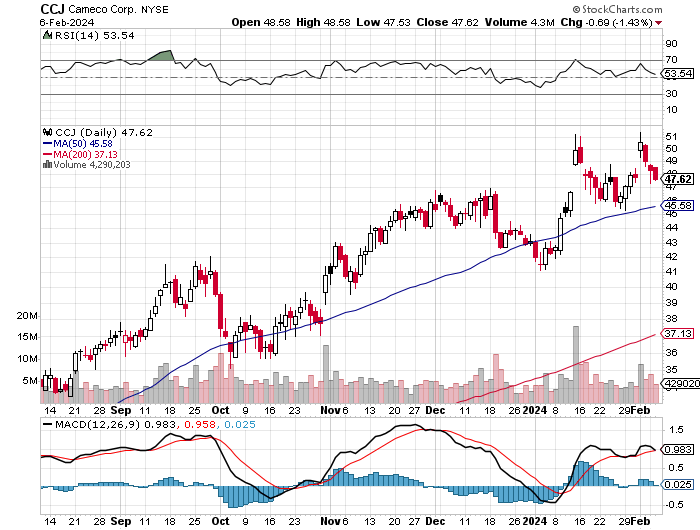 CCJ Cameco Corp. NYSE © StockCharts.com
6-Feb-2024 Open 48.58 High 48.58 Low 47.53 Close 47.62 Volume 4.3M Chg -0.69 (-1.43%)
RSI(14) 53.54
90
70
53.54
50
30
10
CCJ (Daily) 47.62
MA(50) 45.58
MA(200) 37.13
Volume 4,290,203
51
50
49
48
47.62
46
45.58
45
44
43
42
41
40
39
38
37.13
36
35
34
4290203
20M
15M
10M
5M
14 21 28 Sep 11 18 25 Oct 9 16 23 Nov 6 13 20 27 Dec 11 18 26 2024 8 16 22 29 Feb
MACD(12,26,9) 0.983, 0.958, 0.025
1.5
0.983
0.5
0.025
-0.5
14 21 28 Sep 11 18 25 Oct 9 16 23 Nov 6 13 20 27 Dec 11 18 26 2024 8 16 22 29 Feb